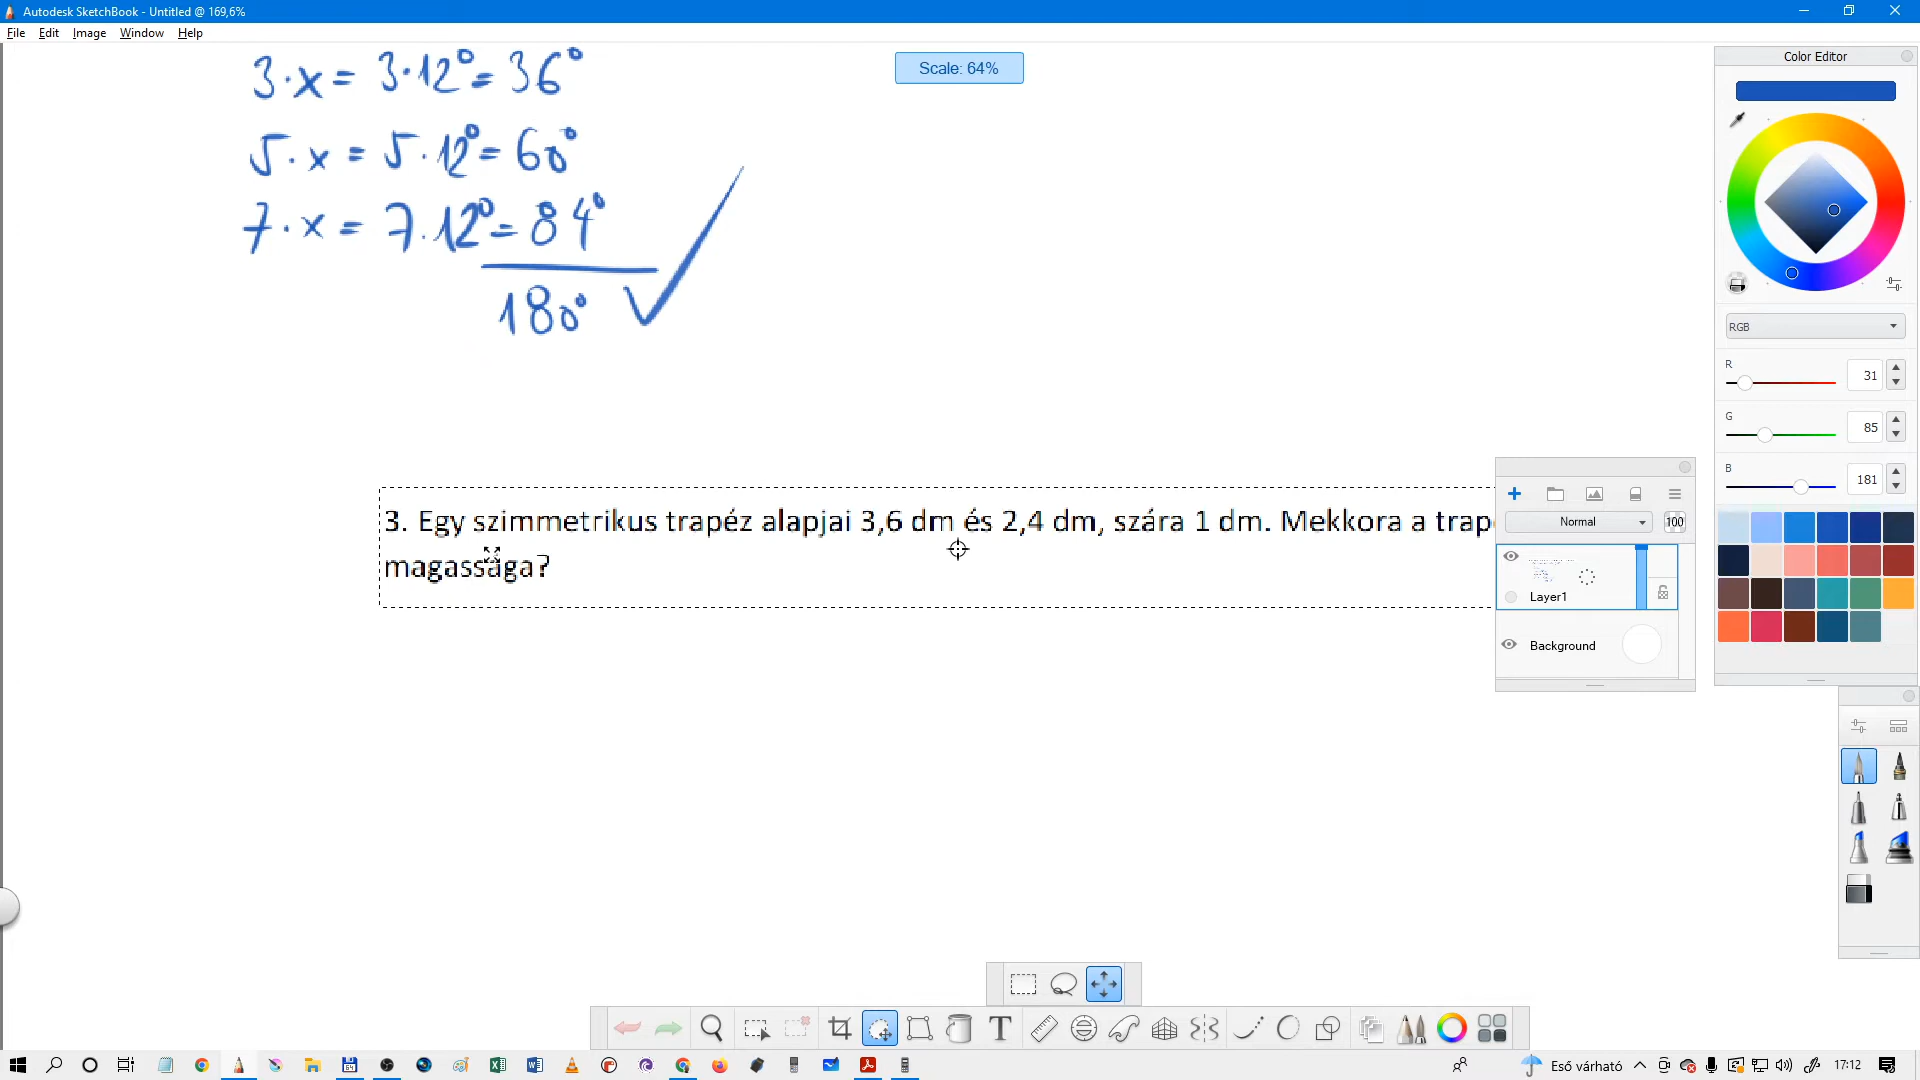 Autodesk SketchBook - Untitled @ 169,6%
File Edit Image Window Help
Scale: 64%
3·x = 3·12°= 36°
5·x = 5·12°= 60°
7·x = 7·12°= 84°
180°
3. Egy szimmetrikus trapéz alapjai 3,6 dm és 2,4 dm, szára 1 dm. Mekkora a trap
magassága?
Normal
100
Layer1
Background
Color Editor
RGB
R
31
G
85
B
181
T
64
Eső várható
17:12